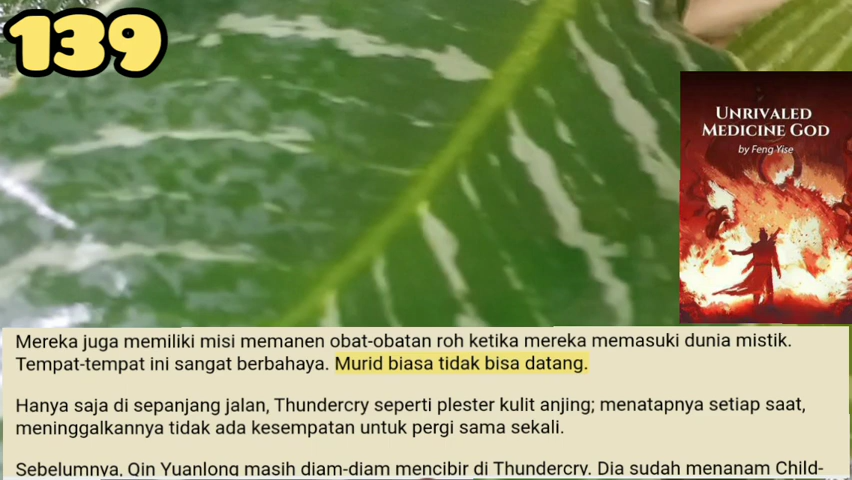 139
UNRIVALED
MEDICINE GOD
by Feng Yise
Mereka juga memiliki misi memanen obat-obatan roh ketika mereka memasuki dunia mistik.
Tempat-tempat ini sangat berbahaya. Murid biasa tidak bisa datang.
Hanya saja di sepanjang jalan, Thundercry seperti plester kulit anjing; menatapnya setiap saat,
meninggalkannya tidak ada kesempatan untuk pergi sama sekali.
Sebelumnya, Qin Yuanlong masih diam-diam mencibir di Thundercry. Dia sudah menanam Child-